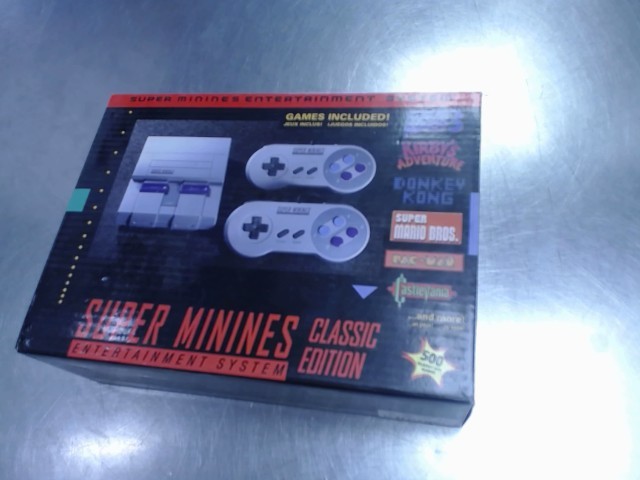 SUPER MININES ENTERTAINMENT
GAMES INCLUDED!
KIRBY'S
ADVENTURE
DONKEY
KONG
SUPER
MARIO BROS.
PAC-MAN
Castlevania
...and more!
SUPER MININES
ENTERTAINMENT SYSTEM
CLASSIC
EDITION
500